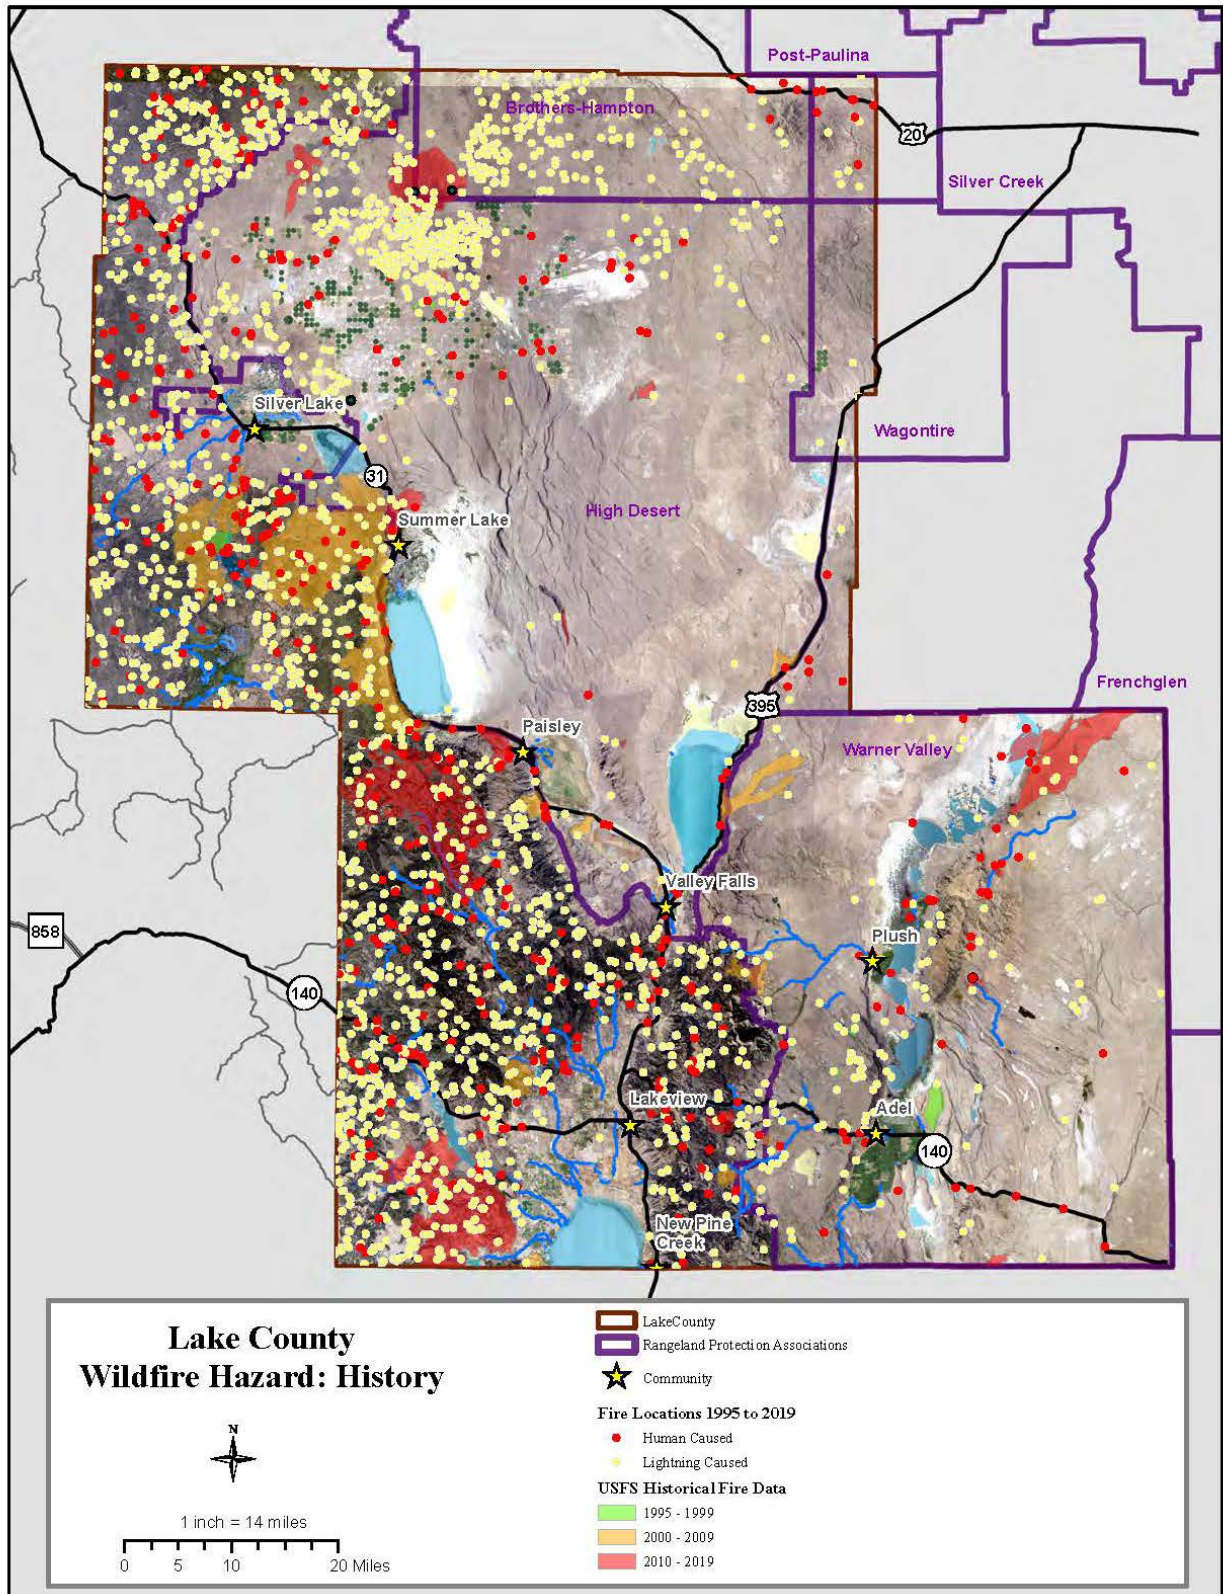 Post-Paulina
Brothers-Hampton
20
Silver Creek
Silver Lake
Wagontire
31
High Desert
Summer Lake
Frenchglen
395
Paisley
Warner Valley
Valley Falls
858
Plush
140
Lakeview
Adel
140
New Pine
Creek
Lake County
Wildfire Hazard: History
N
1 inch = 14 miles
0 5 10 20 Miles
LakeCounty
Rangeland Protection Associations
Community
Fire Locations 1995 to 2019
Human Caused
Lightning Caused
USFS Historical Fire Data
1995 - 1999
2000 - 2009
2010 - 2019